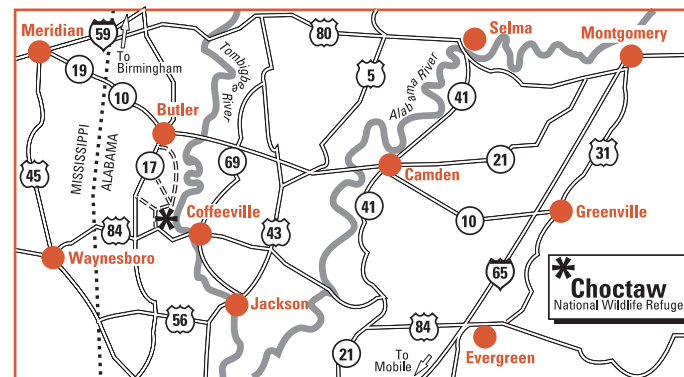 Meridian
59
To
Birmingham
19
10
Tombigbee
River
80
Selma
Montgomery
5
Alabama River
41
Butler
MISSISSIPPI
ALABAMA
17
69
45
21
31
Camden
41
10
Greenville
84
Coffeeville
43
Waynesboro
65
Choctaw
National Wildlife Refuge
56
Jackson
84
21
To
Mobile
Evergreen